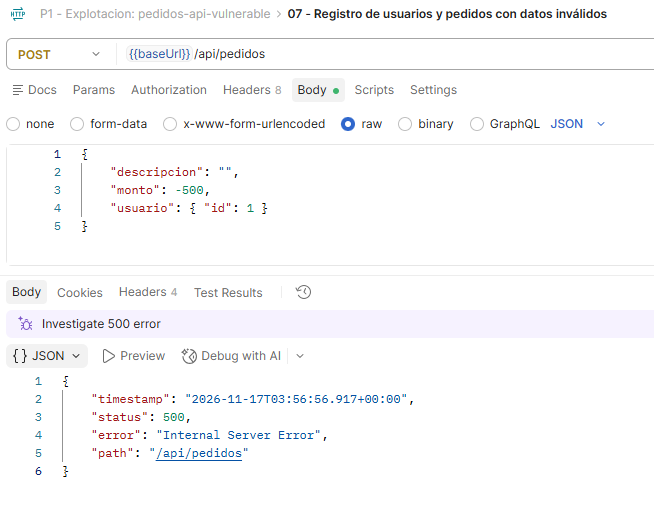 HTTP P1 - Explotacion: pedidos-api-vulnerable > 07 - Registro de usuarios y pedidos con datos inválidos
POST {{baseUrl}} /api/pedidos
Docs Params Authorization Headers 8 Body Scripts Settings
none form-data x-www-form-urlencoded raw binary GraphQL JSON
1 {
2 "descripcion": "",
3 "monto": -500,
4 "usuario": { "id": 1 }
5 }
Body Cookies Headers 4 Test Results
Investigate 500 error
{} JSON Preview Debug with AI
1 {
2 "timestamp": "2026-11-17T03:56:56.917+00:00",
3 "status": 500,
4 "error": "Internal Server Error",
5 "path": "/api/pedidos"
6 }